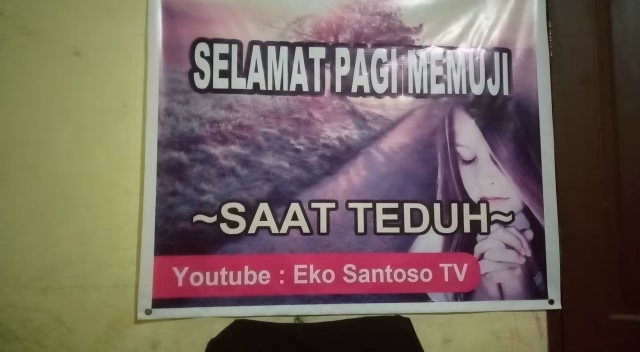 SELAMAT PAGI MEMUJI
~SAAT TEDUH~
Youtube : Eko Santoso TV